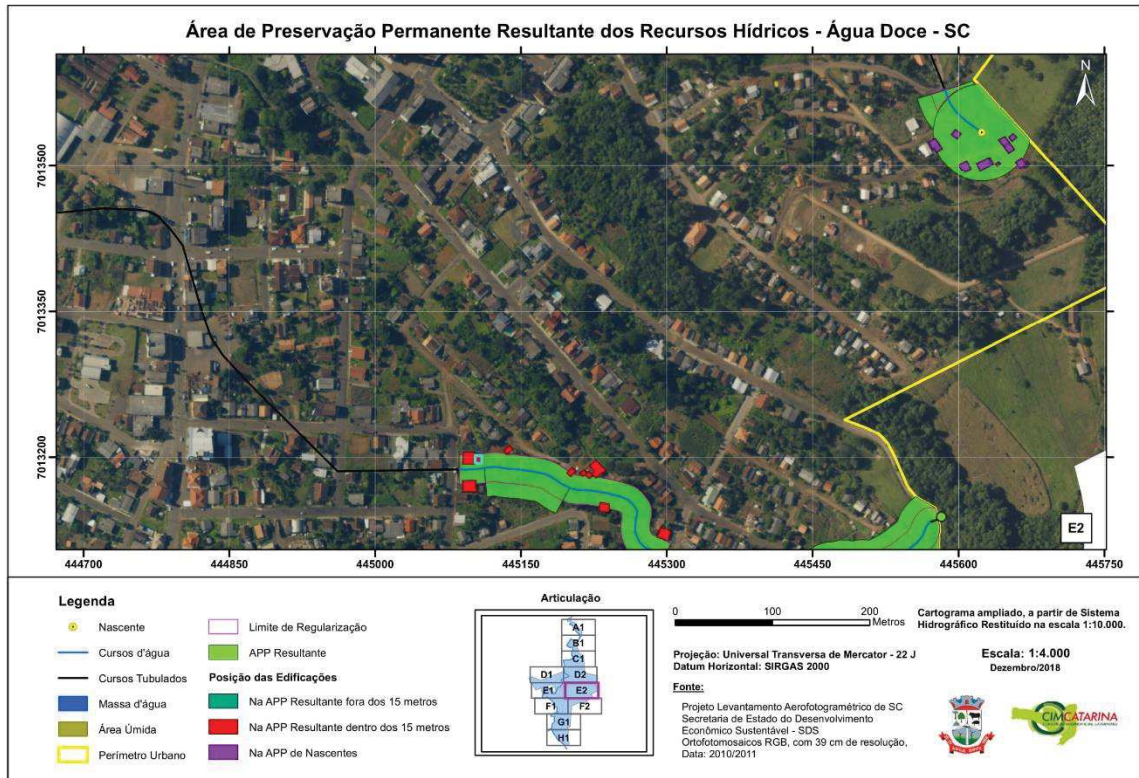 Área de Preservação Permanente Resultante dos Recursos Hídricos - Água Doce - SC
N
7013500
7013350
7013200
E2
444700
444850
445000
445150
445300
445450
445600
445750
Legenda
Nascente
Cursos d'água
Cursos Tubulados
Massa d'água
Área Úmida
Perímetro Urbano
Limite de Regularização
APP Resultante
Posição das Edificações
Na APP Resultante fora dos 15 metros
Na APP Resultante dentro dos 15 metros
Na APP de Nascentes
Articulação
A1
B1
C1
D1
D2
E1
E2
F1
F2
G1
H1
0 100 200
Metros
Projeção: Universal Transversa de Mercator - 22 J
Datum Horizontal: SIRGAS 2000
Fonte:
Projeto Levantamento Aerofotogramétrico de SC
Secretaria de Estado do Desenvolvimento
Econômico Sustentável - SDS
Ortofotomosaicos RGB, com 39 cm de resolução,
Data: 2010/2011
Cartograma ampliado, a partir de Sistema
Hidrográfico Restituído na escala 1:10.000.
Escala: 1:4.000
Dezembro/2018
CIMCATARINA